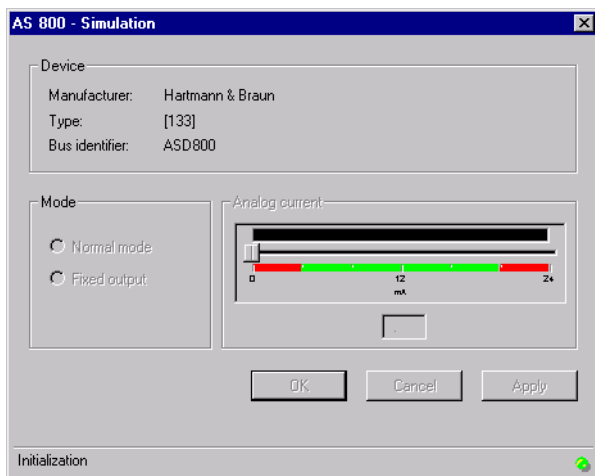 AS 800 - Simulation
Device
Manufacturer: Hartmann & Braun
Type: [133]
Bus identifier: ASD800
Mode
Normal mode
Fixed output
Analog current
0 12 24
mA
.
OK Cancel Apply
Initialization